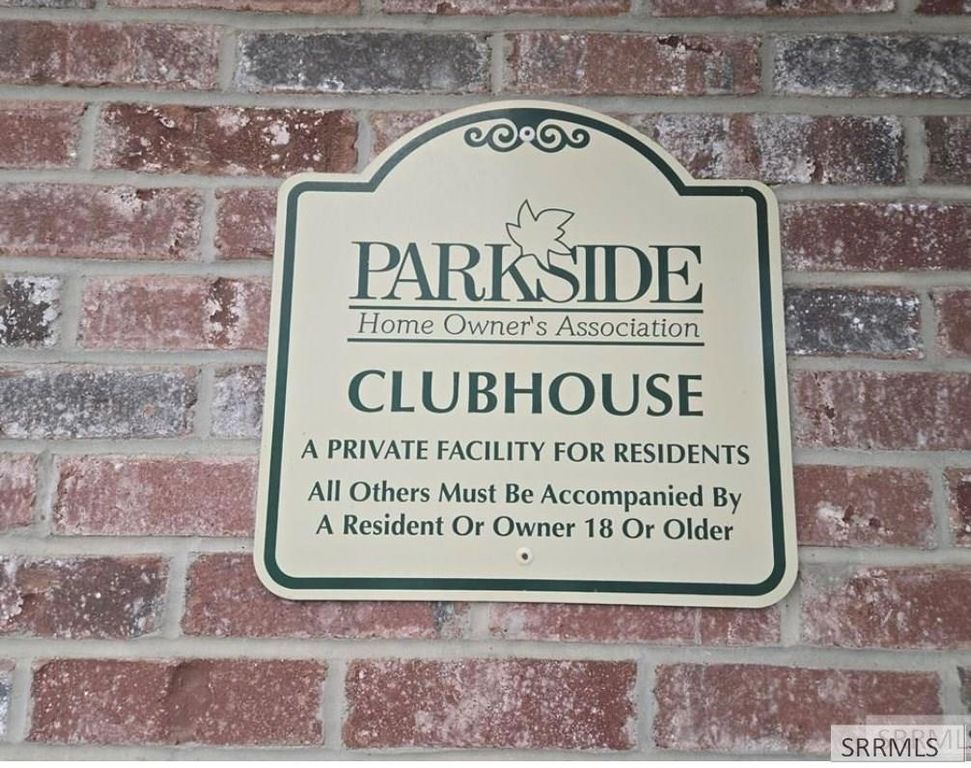 PARKSIDE
Home Owner's Association
CLUBHOUSE
A PRIVATE FACILITY FOR RESIDENTS
All Others Must Be Accompanied By
A Resident Or Owner 18 Or Older
SRRMLS
SRRMLS